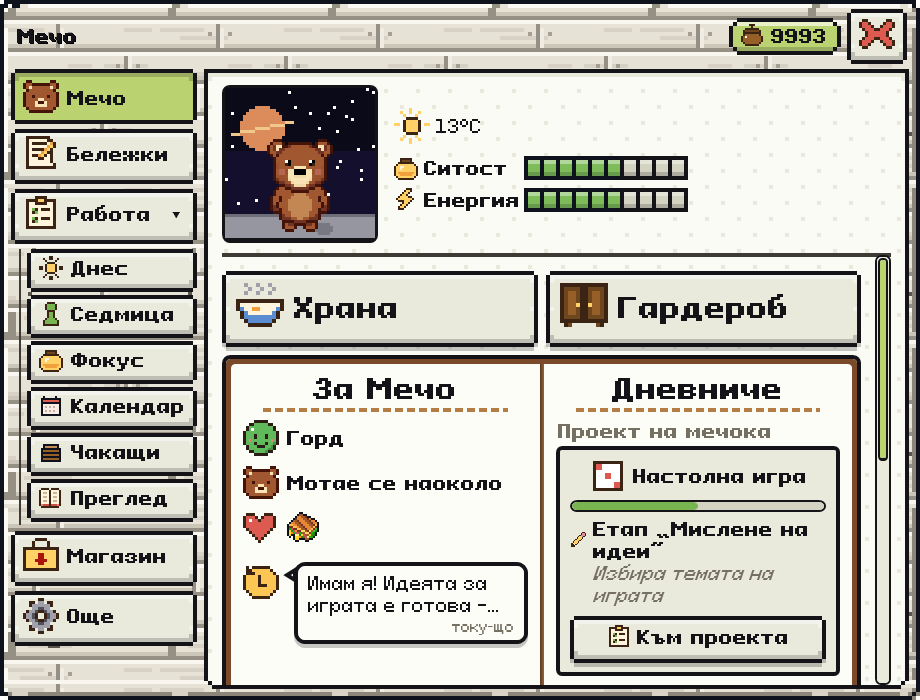 Мечо
9993
Мечо
Бележки
Работа
Днес
Седмица
Фокус
Календар
Чакащи
Преглед
Магазин
Още
13°C
Ситост
Енергия
Храна
Гардероб
За Мечо
Горд
Мотае се наоколо
Имам я! Идеята за
играта е готова –...
току-що
Дневниче
Проект на мечока
Настолна игра
Етап „Мислене на
идеи“
Избира темата на
играта
Към проекта